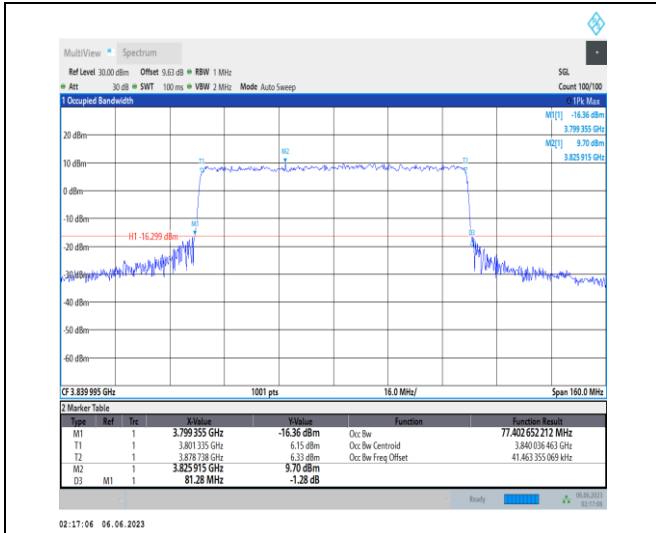 MultiView Spectrum
Ref Level 30.00 dBm Offset 9.63 dB RBW 1 MHz SGL
Att 30 dB SWT 100 ms VBW 2 MHz Mode Auto Sweep Count 100/100
1 Occupied Bandwidth 1Pk Max
M1[1] -16.36 dBm
3.799 355 GHz
M2[1] 9.70 dBm
3.825 915 GHz
20 dBm
M2
T1
T2
10 dBm
0 dBm
-10 dBm
M1
D3
H1 -16.299 dBm
-20 dBm
-30 dBm
-40 dBm
-50 dBm
-60 dBm
CF 3.839 995 GHz 1001 pts 16.0 MHz/ Span 160.0 MHz
2 Marker Table
Type Ref Trc X-Value Y-Value Function Function Result
M1 1 3.799 355 GHz -16.36 dBm Occ Bw 77.402 652 212 MHz
T1 1 3.801 335 GHz 6.15 dBm Occ Bw Centroid 3.840 036 463 GHz
T2 1 3.878 738 GHz 6.33 dBm Occ Bw Freq Offset 41.463 355 069 kHz
M2 1 3.825 915 GHz 9.70 dBm
D3 M1 1 81.28 MHz -1.28 dB
Ready 06.06.2023
02:17:06
02:17:06 06.06.2023